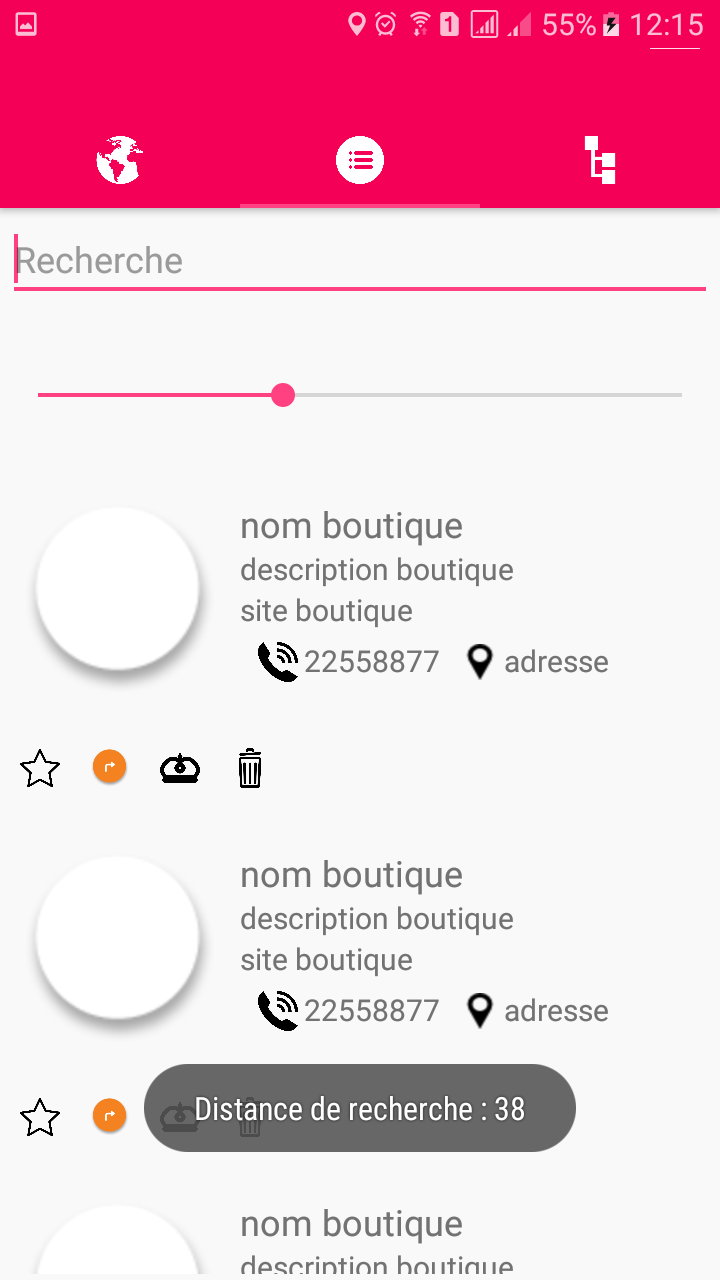 1 55% 12:15
Recherche
nom boutique
description boutique
site boutique
22558877 adresse
nom boutique
description boutique
site boutique
22558877 adresse
Distance de recherche : 38
nom boutique
description boutique